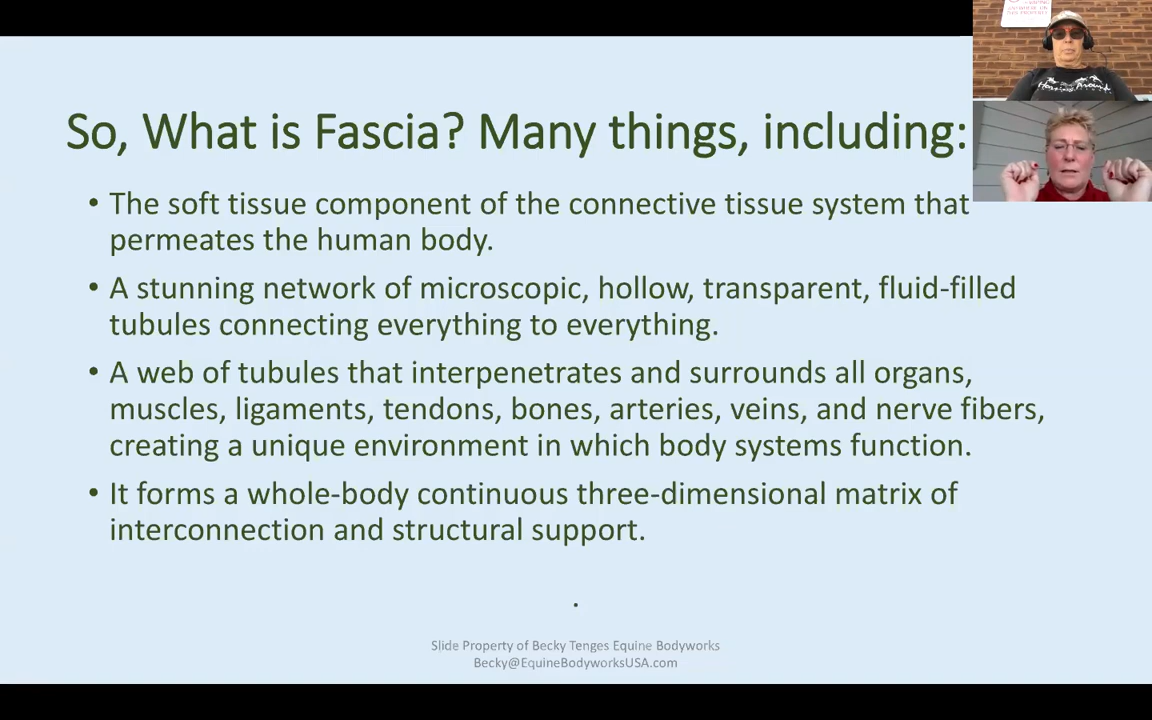 So, What is Fascia? Many things, including:
• The soft tissue component of the connective tissue system that
permeates the human body.
• A stunning network of microscopic, hollow, transparent, fluid-filled
tubules connecting everything to everything.
• A web of tubules that interpenetrates and surrounds all organs,
muscles, ligaments, tendons, bones, arteries, veins, and nerve fibers,
creating a unique environment in which body systems function.
• It forms a whole-body continuous three-dimensional matrix of
interconnection and structural support.
.
Slide Property of Becky Tenges Equine Bodyworks
Becky@EquineBodyworksUSA.com